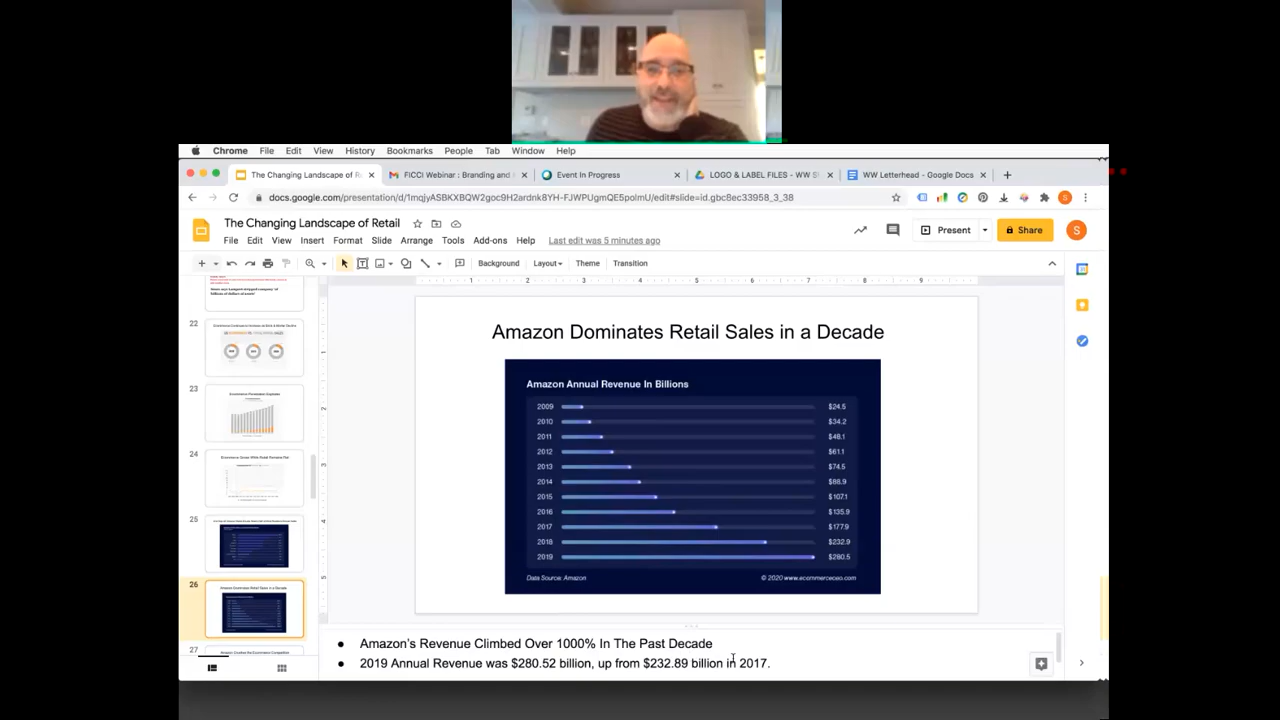 Chrome File Edit View History Bookmarks People Tab Window Help
The Changing Landscape of R
FICCI Webinar : Branding and
Event In Progress
LOGO & LABEL FILES - WW S
WW Letterhead - Google Docs
docs.google.com/presentation/d/1mqjyASBKXBQW2goc9H2ardnk8YH-FJWPUgmQE5polmU/edit#slide=id.gbc8ec33958_3_38
The Changing Landscape of Retail
Present
Share
S
File Edit View Insert Format Slide Arrange Tools Add-ons Help Last edit was 5 minutes ago
Background Layout Theme Transition
22
23
24
25
26
Amazon Dominates Retail Sales in a Decade
27
Amazon Dominates Retail Sales in a Decade
Amazon Annual Revenue In Billions
2009 $24.5
2010 $34.2
2011 $48.1
2012 $61.1
2013 $74.5
2014 $88.9
2015 $107.1
2016 $135.9
2017 $177.9
2018 $232.9
2019 $280.5
Data Source: Amazon © 2020 www.ecommerceceo.com
● Amazon's Revenue Climbed Over 1000% In The Past Decade
● 2019 Annual Revenue was $280.52 billion, up from $232.89 billion in 2017.